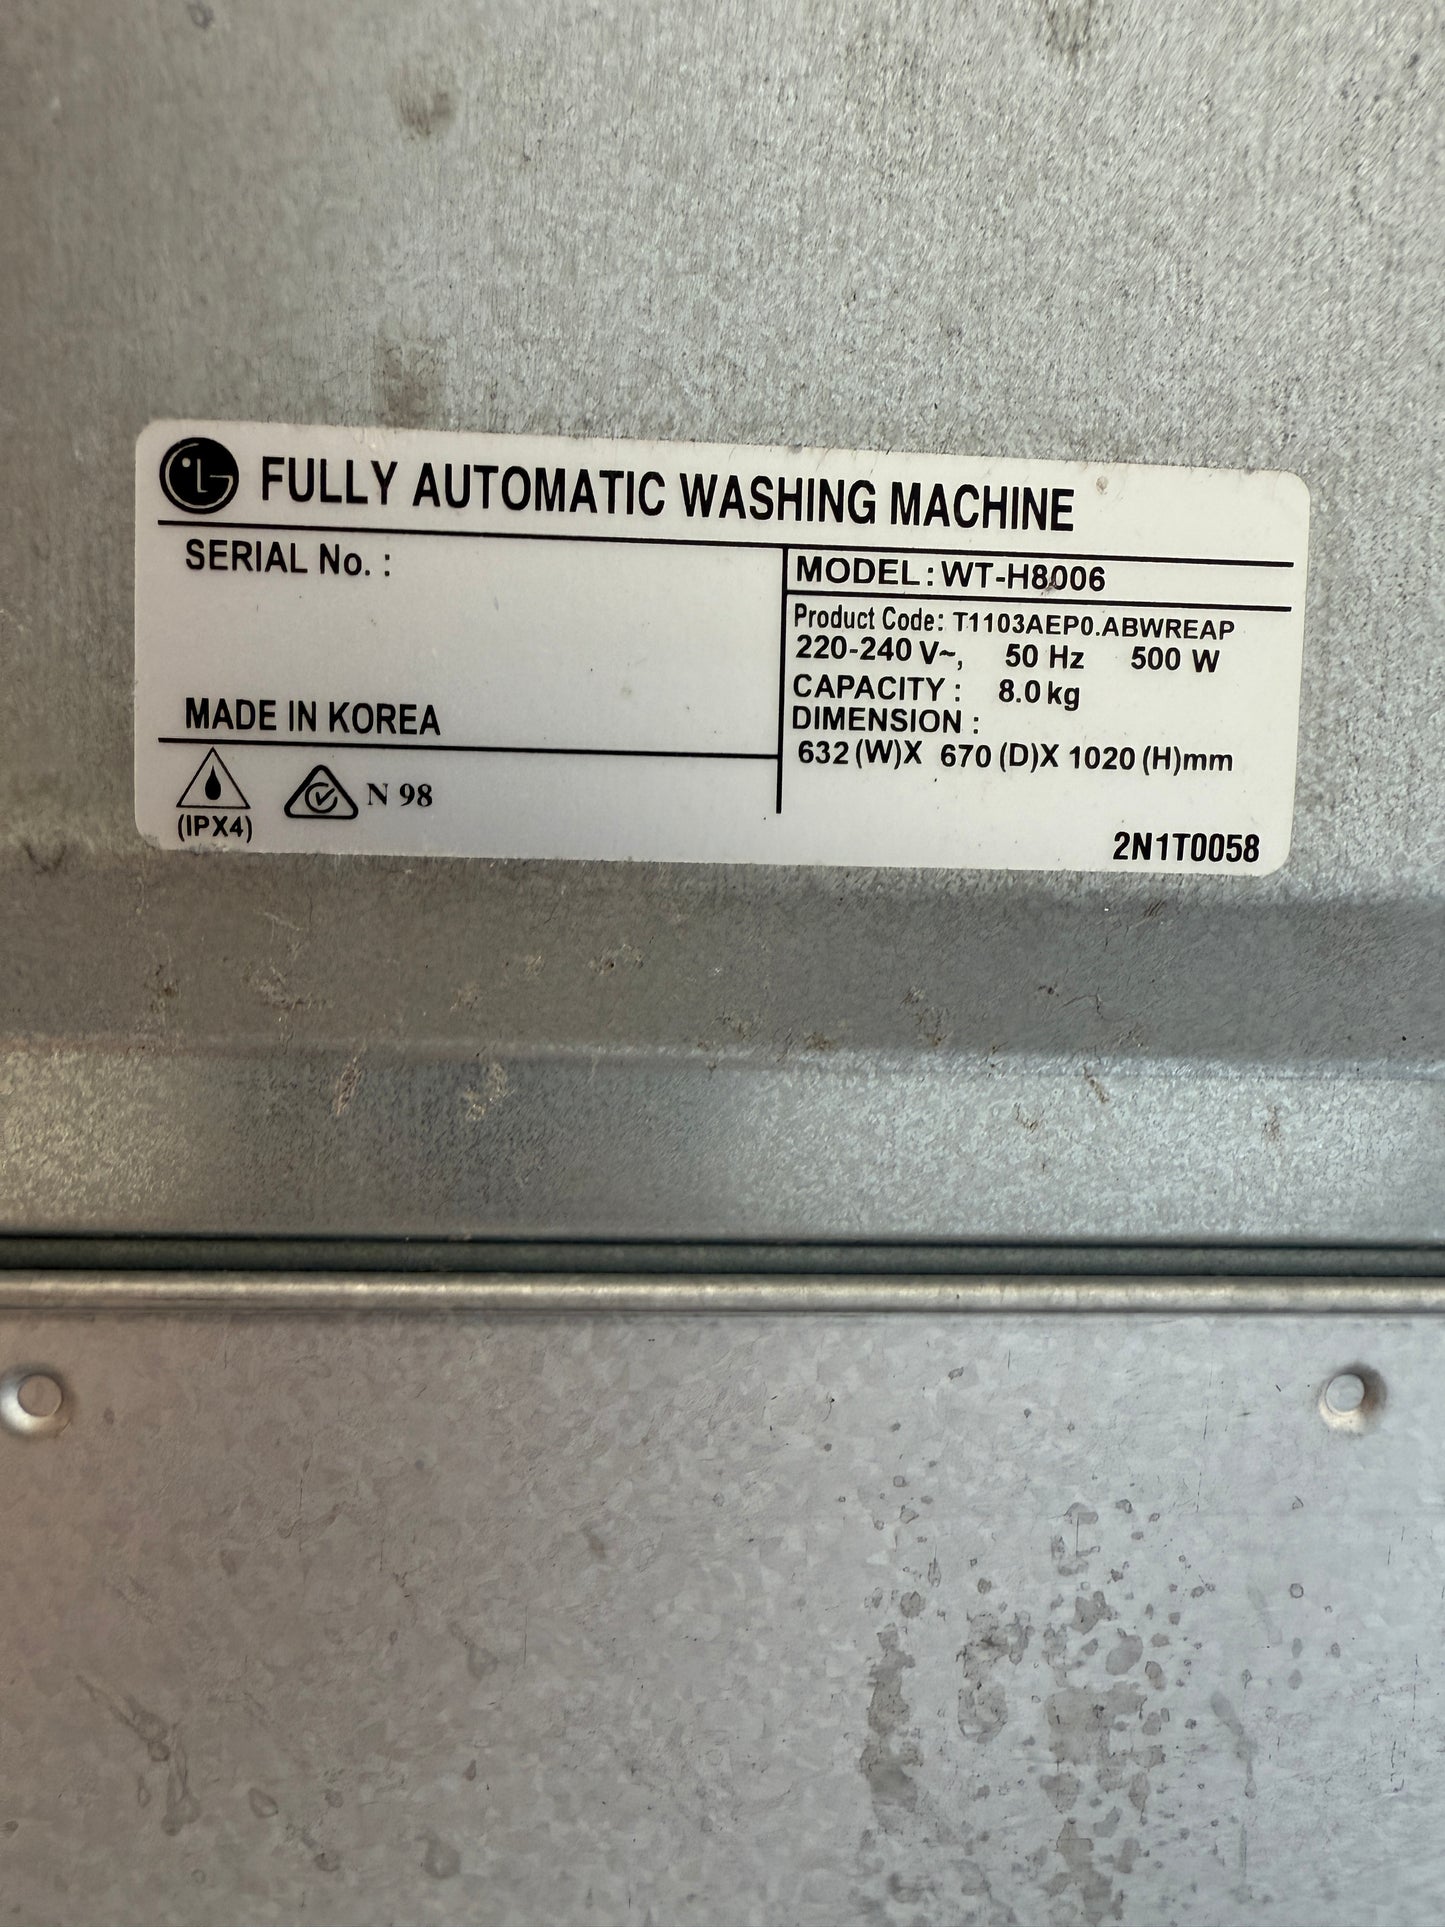 LG FULLY AUTOMATIC WASHING MACHINE
SERIAL No. :
MADE IN KOREA
(IPX4)
N 98
MODEL : WT-H8006
Product Code: T1103AEP0.ABWREAP
220-240 V~, 50 Hz 500 W
CAPACITY : 8.0 kg
DIMENSION :
632 (W)X 670 (D)X 1020 (H)mm
2N1T0058